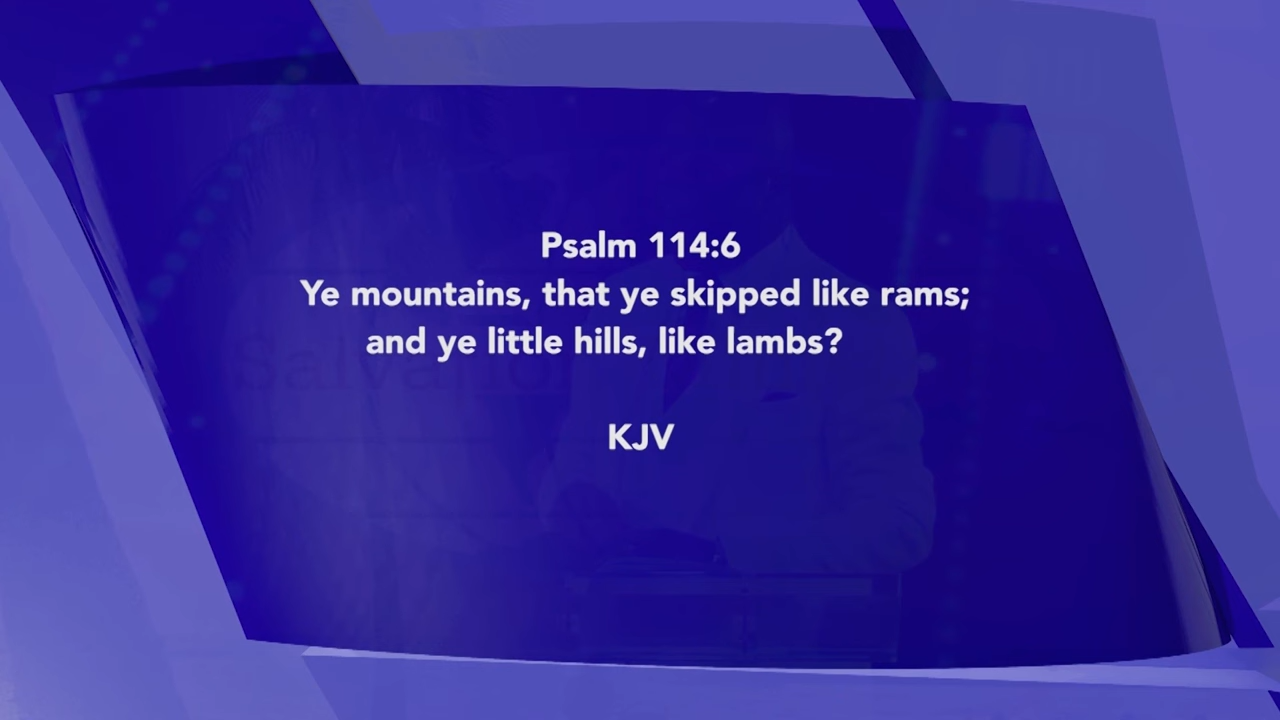 Psalm 114:6
Ye mountains, that ye skipped like rams;
and ye little hills, like lambs?
KJV